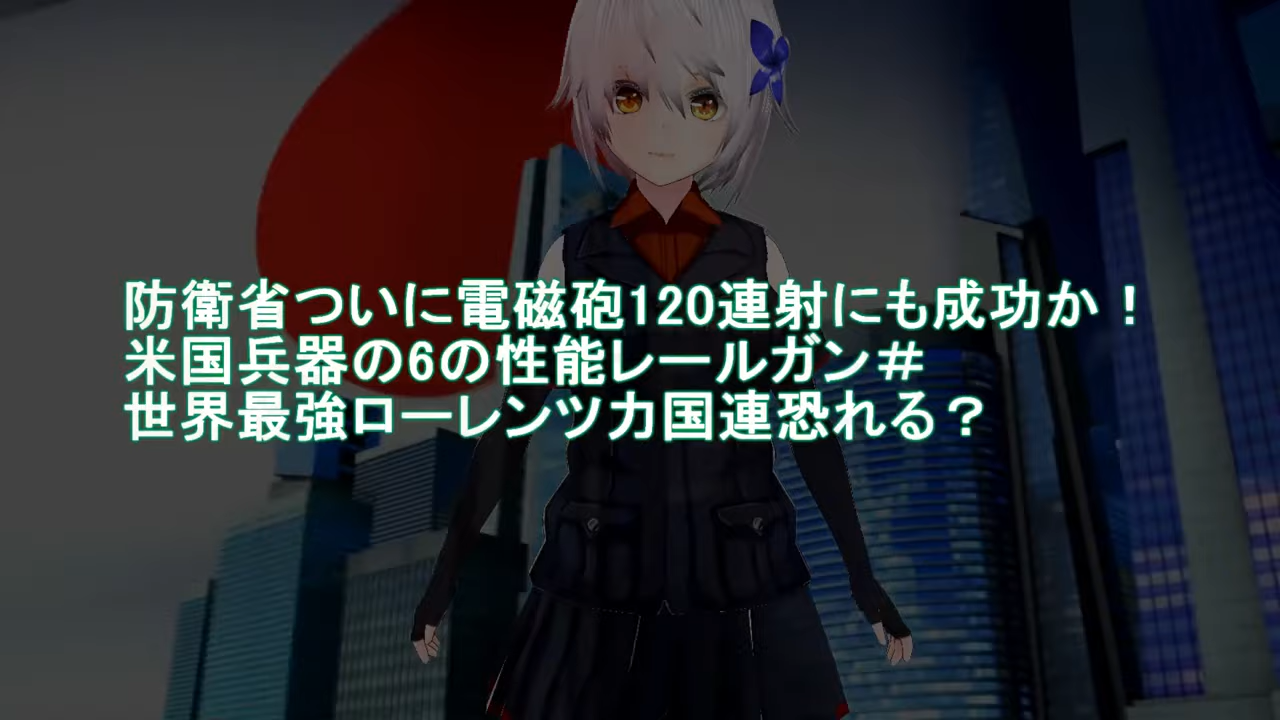 防衛省ついに電磁砲120連射にも成功か！
米国兵器の6の性能レールガン＃
世界最強ローレンツ力国連恐れる？